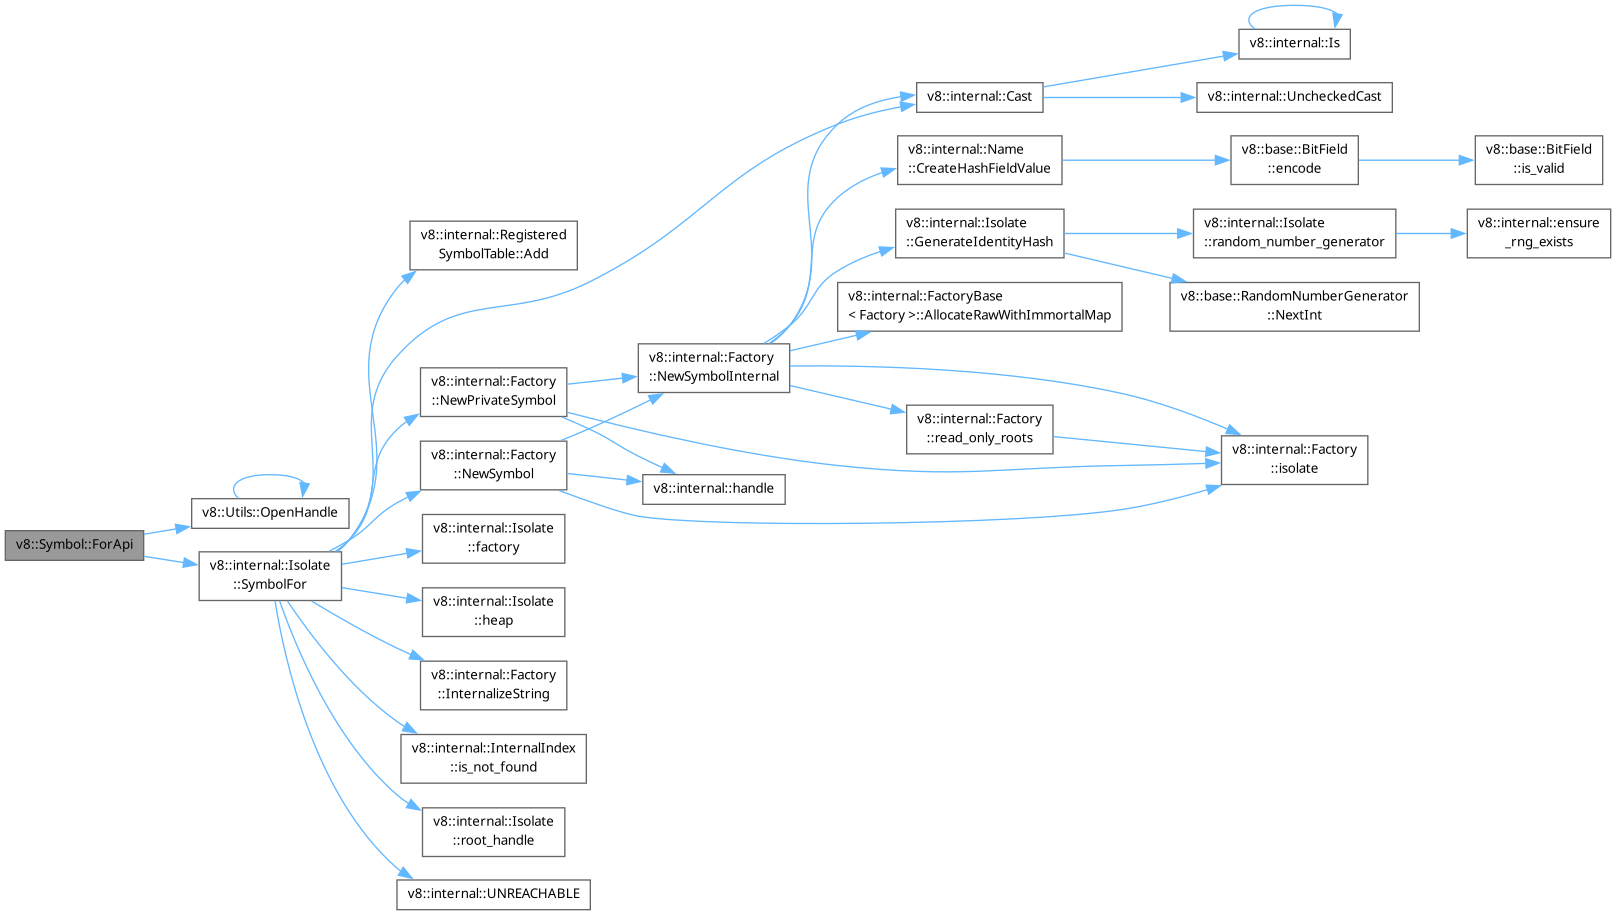 v8::internal::Is
v8::internal::Cast
v8::internal::UncheckedCast
v8::internal::Name
::CreateHashFieldValue
v8::base::BitField
::encode
v8::base::BitField
::is_valid
v8::internal::Registered
SymbolTable::Add
v8::internal::Isolate
::GenerateIdentityHash
v8::internal::Isolate
::random_number_generator
v8::internal::ensure
_rng_exists
v8::internal::FactoryBase
< Factory >::AllocateRawWithImmortalMap
v8::base::RandomNumberGenerator
::NextInt
v8::internal::Factory
::NewSymbolInternal
v8::internal::Factory
::NewPrivateSymbol
v8::internal::Factory
::read_only_roots
v8::internal::Factory
::NewSymbol
v8::internal::Factory
::isolate
v8::internal::handle
v8::Utils::OpenHandle
v8::Symbol::ForApi
v8::internal::Isolate
::factory
v8::internal::Isolate
::SymbolFor
v8::internal::Isolate
::heap
v8::internal::Factory
::InternalizeString
v8::internal::InternalIndex
::is_not_found
v8::internal::Isolate
::root_handle
v8::internal::UNREACHABLE